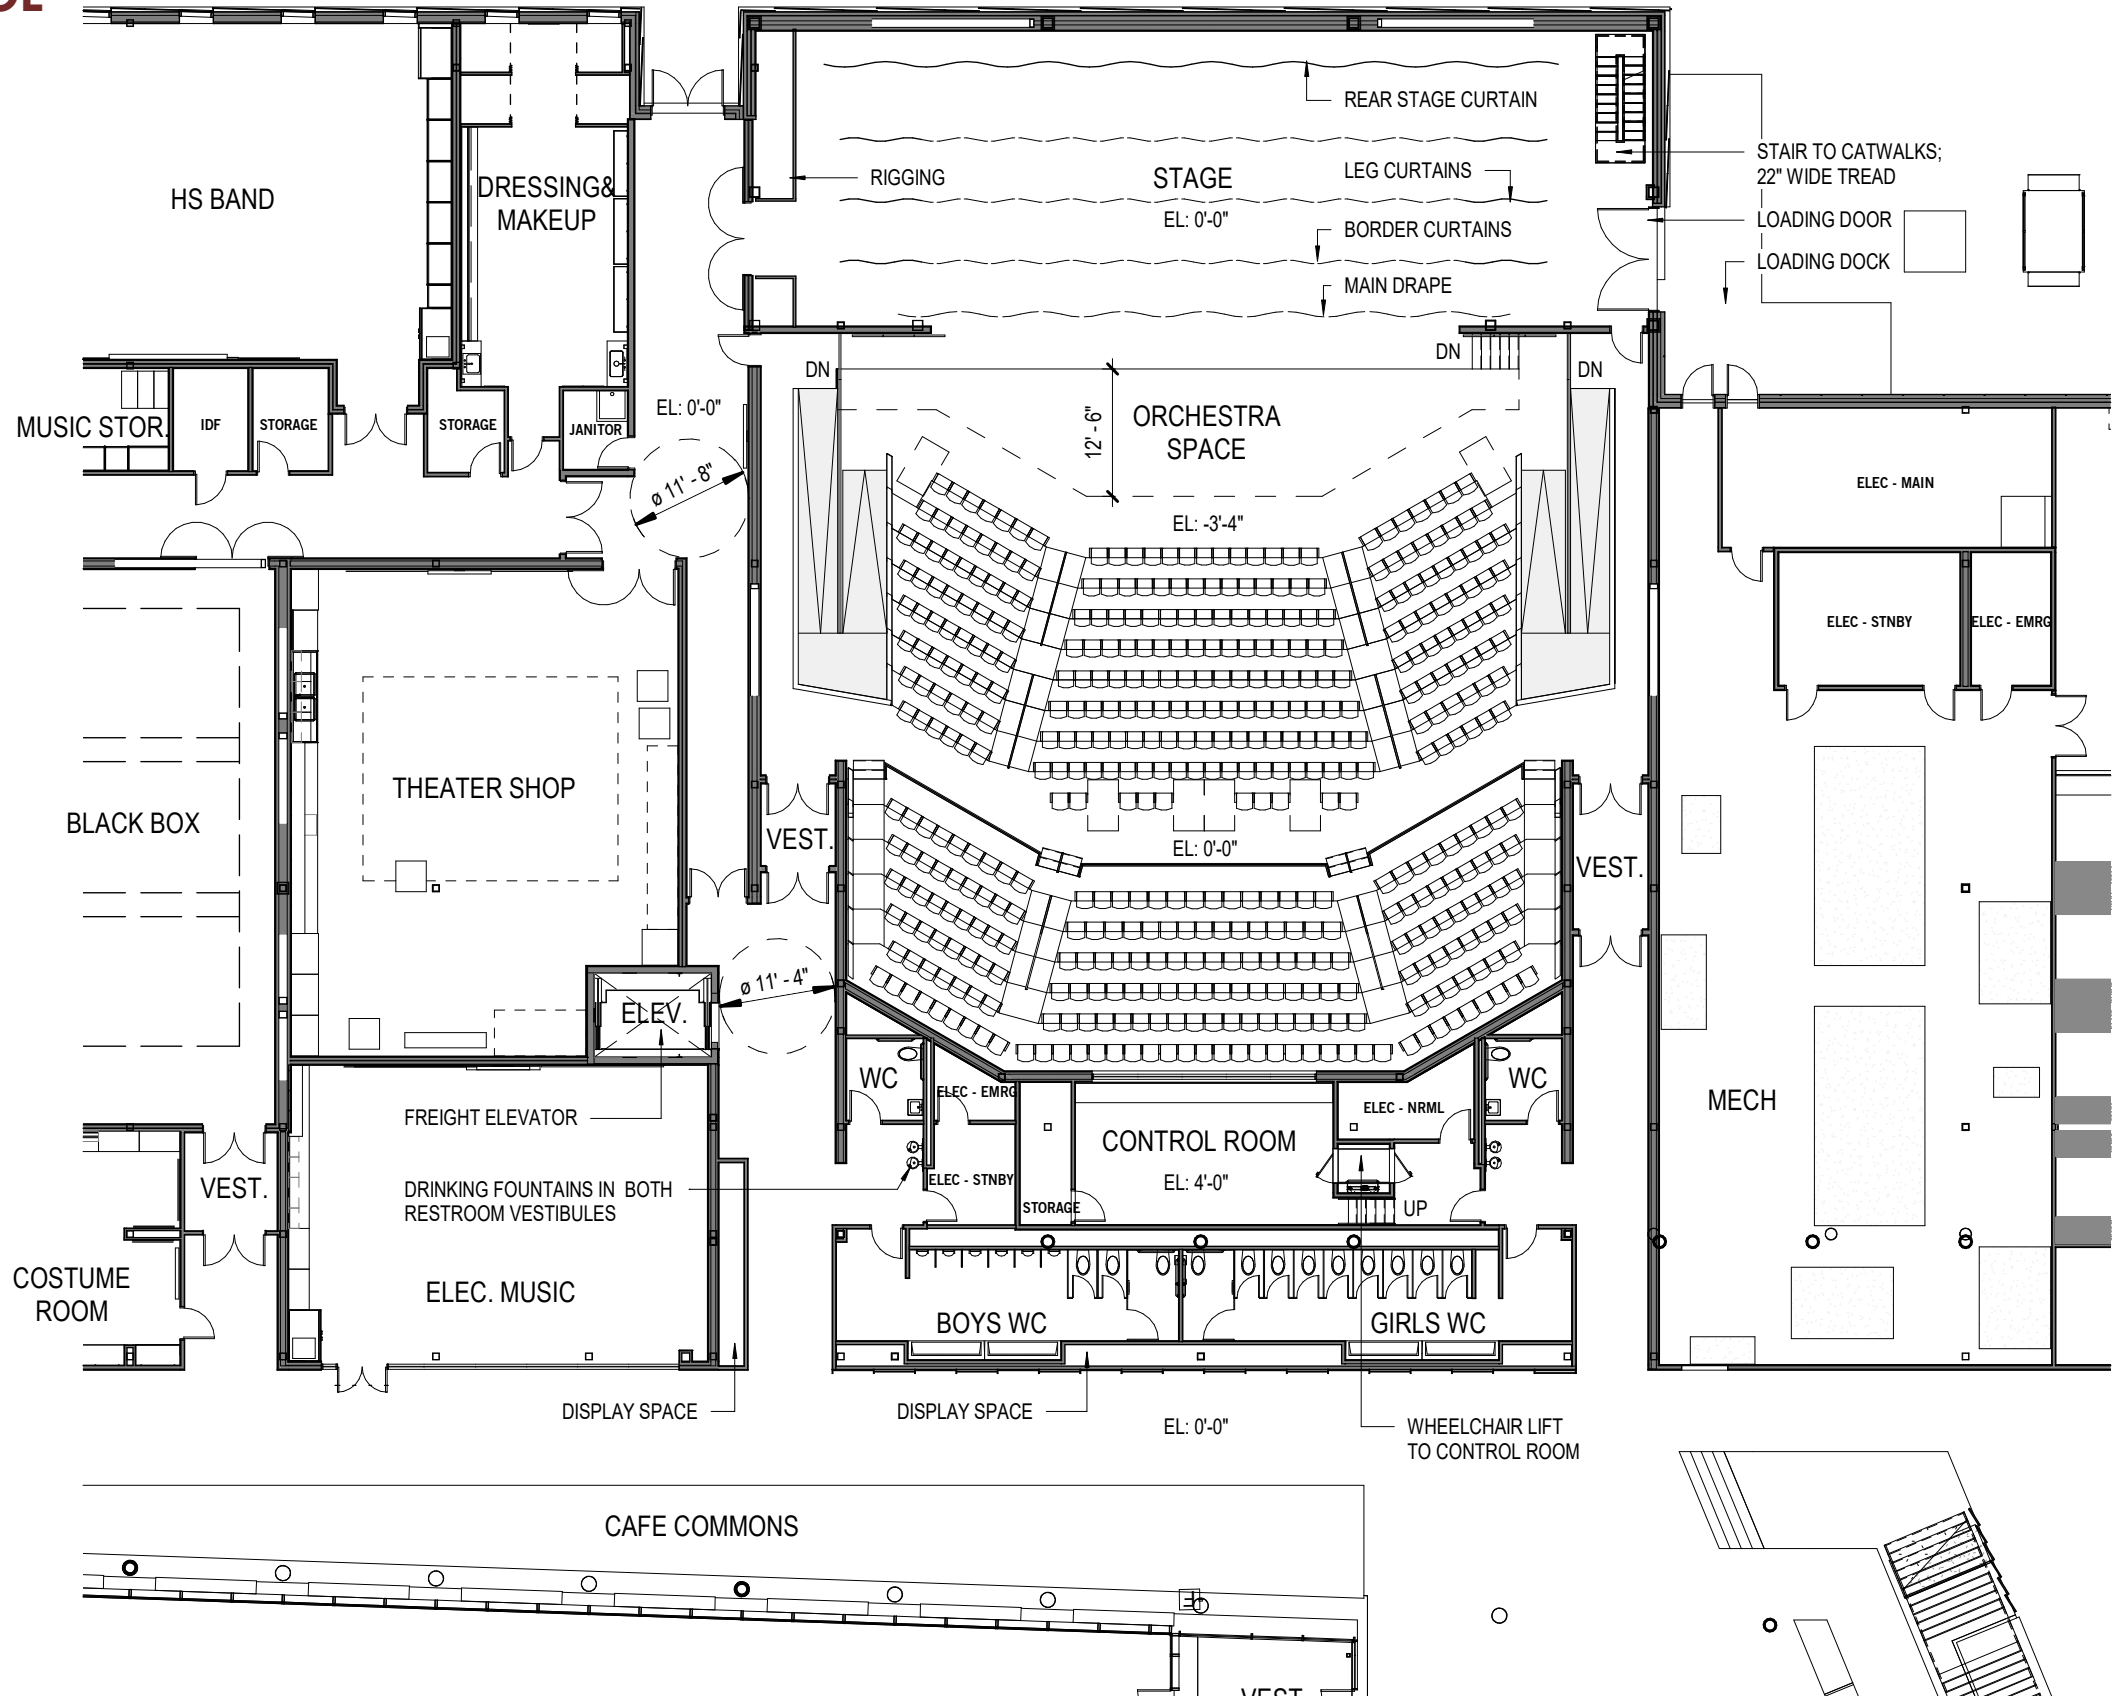 REAR STAGE CURTAIN
STAIR TO CATWALKS;
22" WIDE TREAD
HS BAND
DRESSING&
MAKEUP
RIGGING
STAGE
EL: 0'-0"
LEG CURTAINS
BORDER CURTAINS
MAIN DRAPE
LOADING DOOR
LOADING DOCK
DN
DN
DN
MUSIC STOR.
IDF
STORAGE
STORAGE
JANITOR
EL: 0'-0"
12' - 6"
ORCHESTRA
SPACE
ø 11' - 8"
EL: -3'-4"
ELEC - MAIN
ELEC - STNBY
ELEC - EMRG
THEATER SHOP
BLACK BOX
VEST.
EL: 0'-0"
VEST.
ELEV.
ø 11' - 4"
FREIGHT ELEVATOR
WC
ELEC - EMRG
ELEC - NRML
WC
MECH
CONTROL ROOM
EL: 4'-0"
VEST.
DRINKING FOUNTAINS IN BOTH
RESTROOM VESTIBULES
ELEC - STNBY
STORAGE
UP
COSTUME
ROOM
ELEC. MUSIC
BOYS WC
GIRLS WC
DISPLAY SPACE
DISPLAY SPACE
EL: 0'-0"
WHEELCHAIR LIFT
TO CONTROL ROOM
CAFE COMMONS